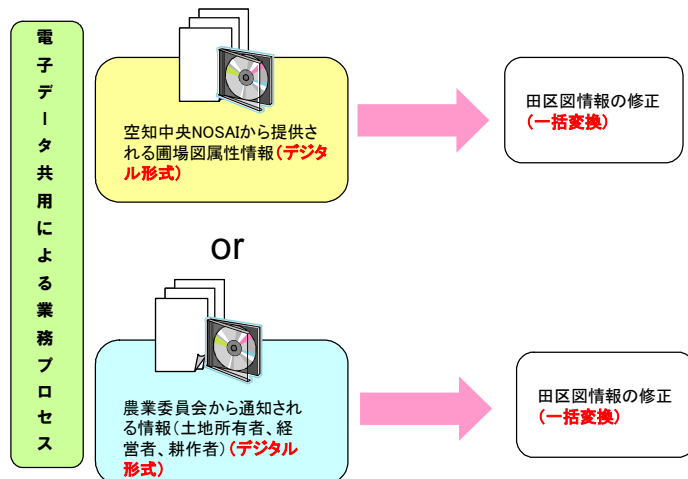 電子データ共用による業務プロセス
空知中央NOSAIから提供さ
れる圃場図属性情報(デジタ
ル形式)
田区図情報の修正
(一括変換)
or
農業委員会から通知され
る情報(土地所有者、経
営者、耕作者)(デジタル
形式)
田区図情報の修正
(一括変換)